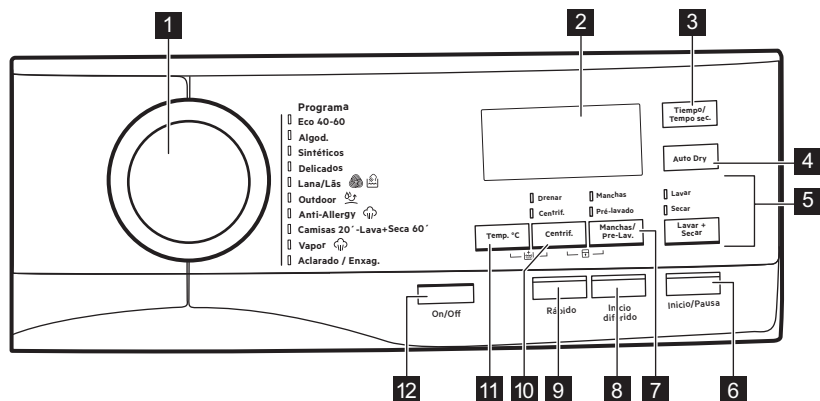 1
2
3
Programa
Eco 40-60
Algod.
Sintéticos
Delicados
Lana/Lãs
Outdoor
Anti-Allergy
Camisas 20´-Lava+Seca 60´
Vapor
Aclarado / Enxag.
Tiempo/
Tempo sec.
Auto Dry
4
5
Drenar
Centrif.
Manchas
Pré-lavado
Lavar
Secar
Temp. °C
Centrif.
Manchas/
Pre-Lav.
Lavar +
Secar
On/Off
Rápido
Inicio
diferido
Inicio/Pausa
12
11
10
9
8
7
6